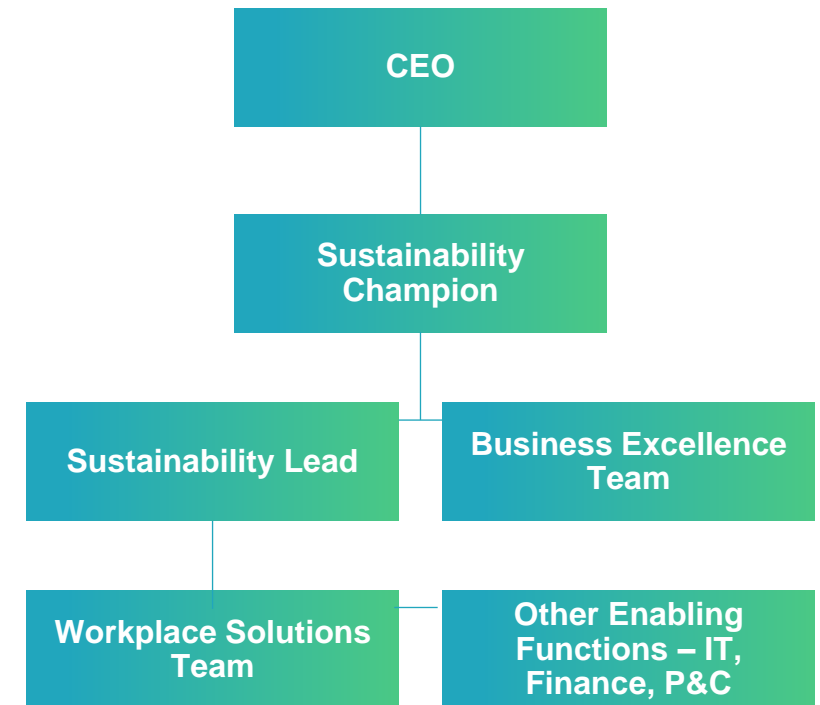 CEO
Sustainability
Champion
Sustainability Lead
Business Excellence
Team
Workplace Solutions
Team
Other Enabling
Functions – IT,
Finance, P&C